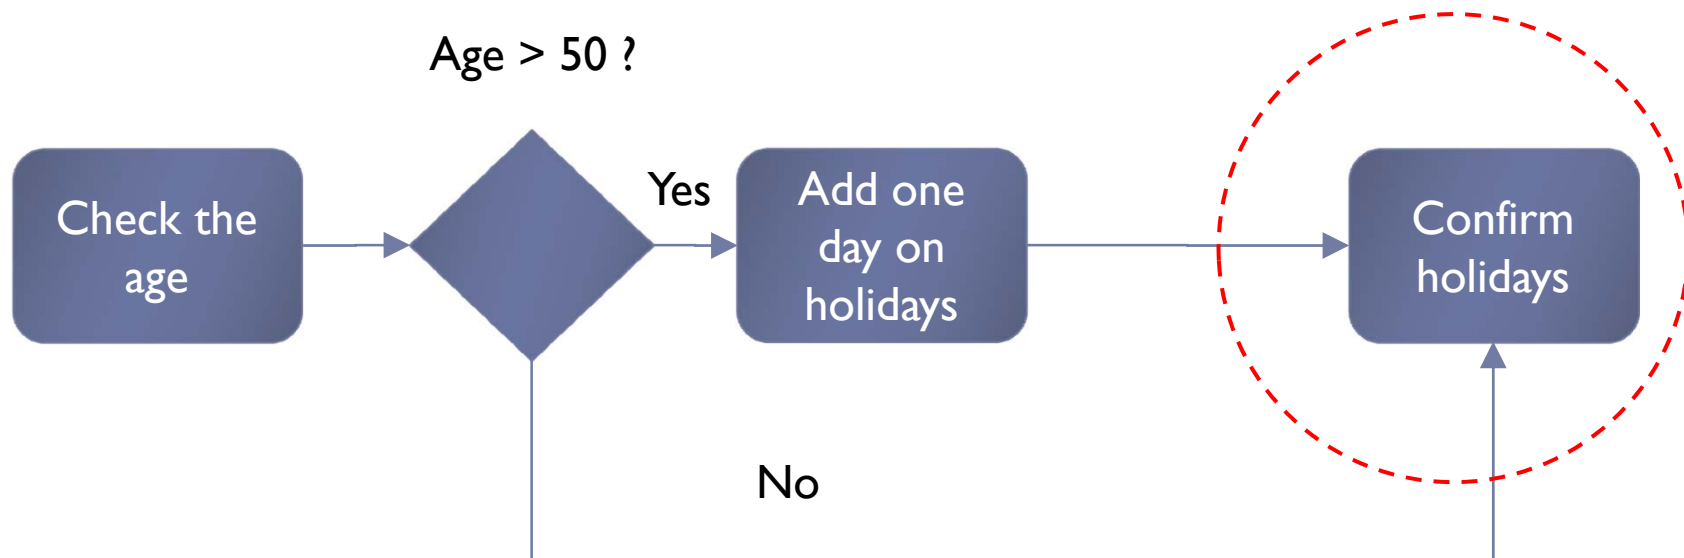 Age > 50 ?
Check the
age
Yes
Add one
day on
holidays
Confirm
holidays
No